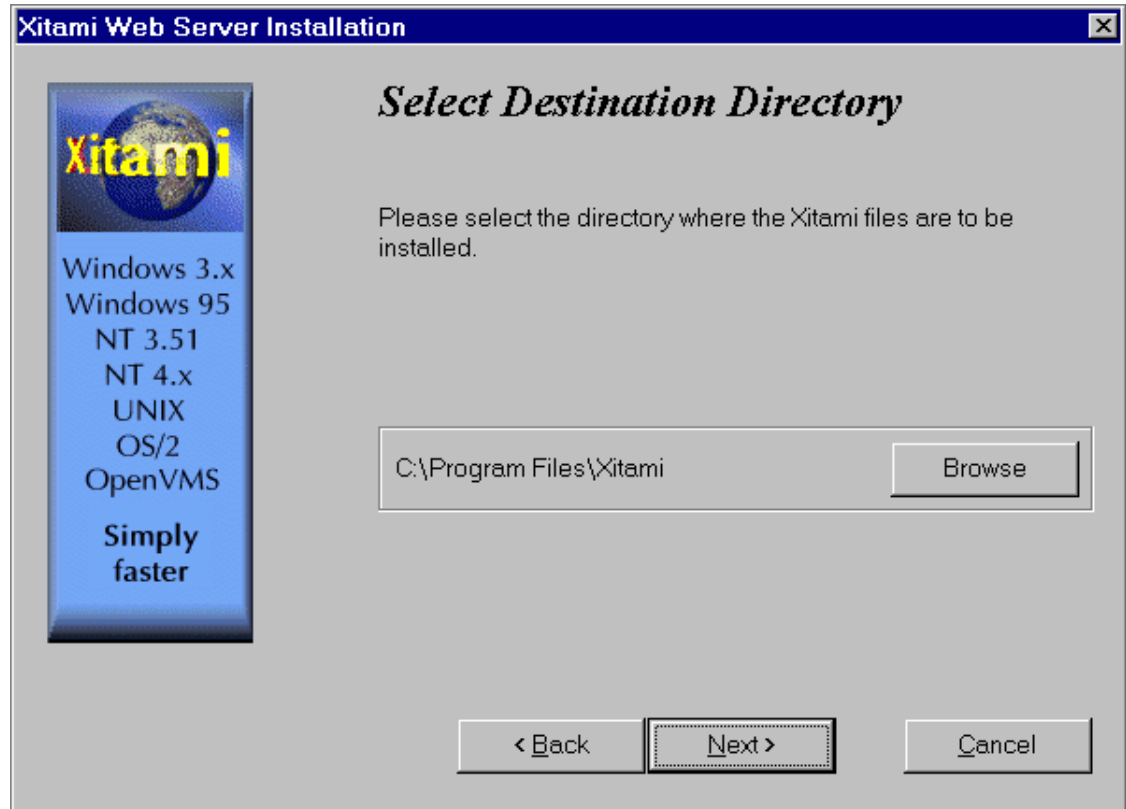 Xitami Web Server Installation
Xitami
Windows 3.x
Windows 95
NT 3.51
NT 4.x
UNIX
OS/2
OpenVMS
Simply
faster
Select Destination Directory
Please select the directory where the Xitami files are to be
installed.
C:\Program Files\Xitami
Browse
< Back
Next >
Cancel